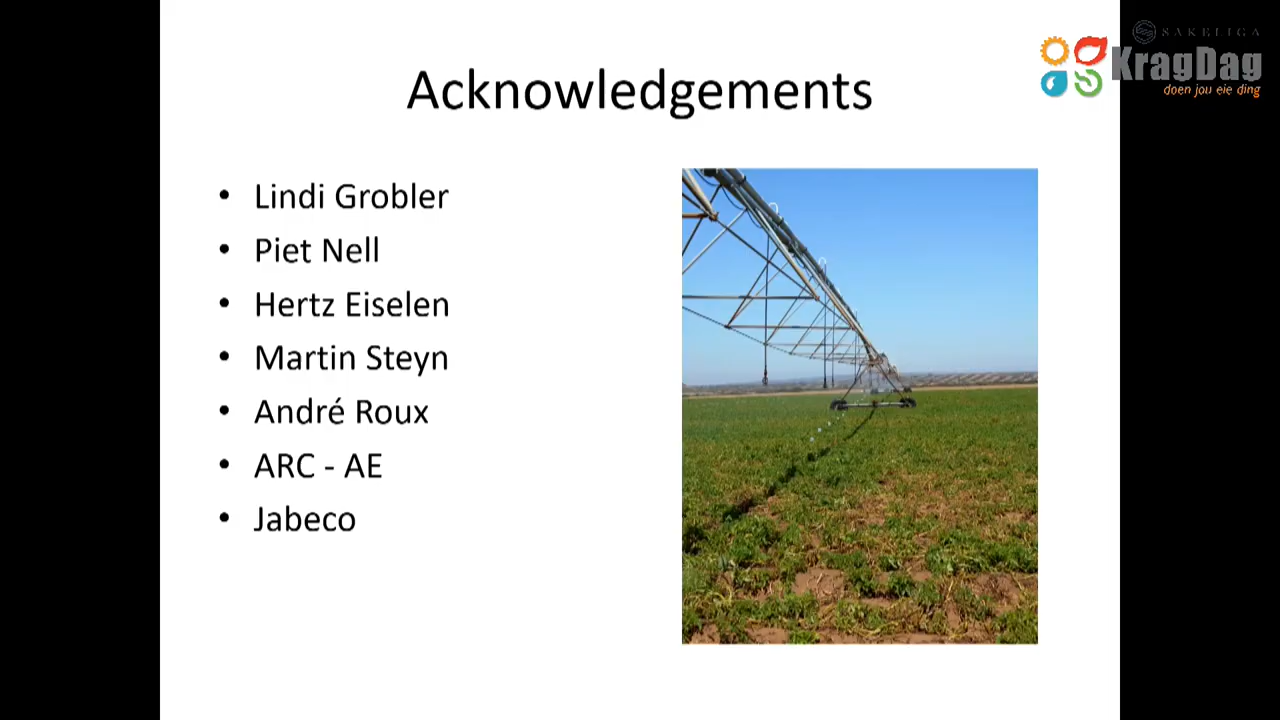 SAKELIGA
KragDag
doen jou eie ding
Acknowledgements
• Lindi Grobler
• Piet Nell
• Hertz Eiselen
• Martin Steyn
• André Roux
• ARC - AE
• Jabeco